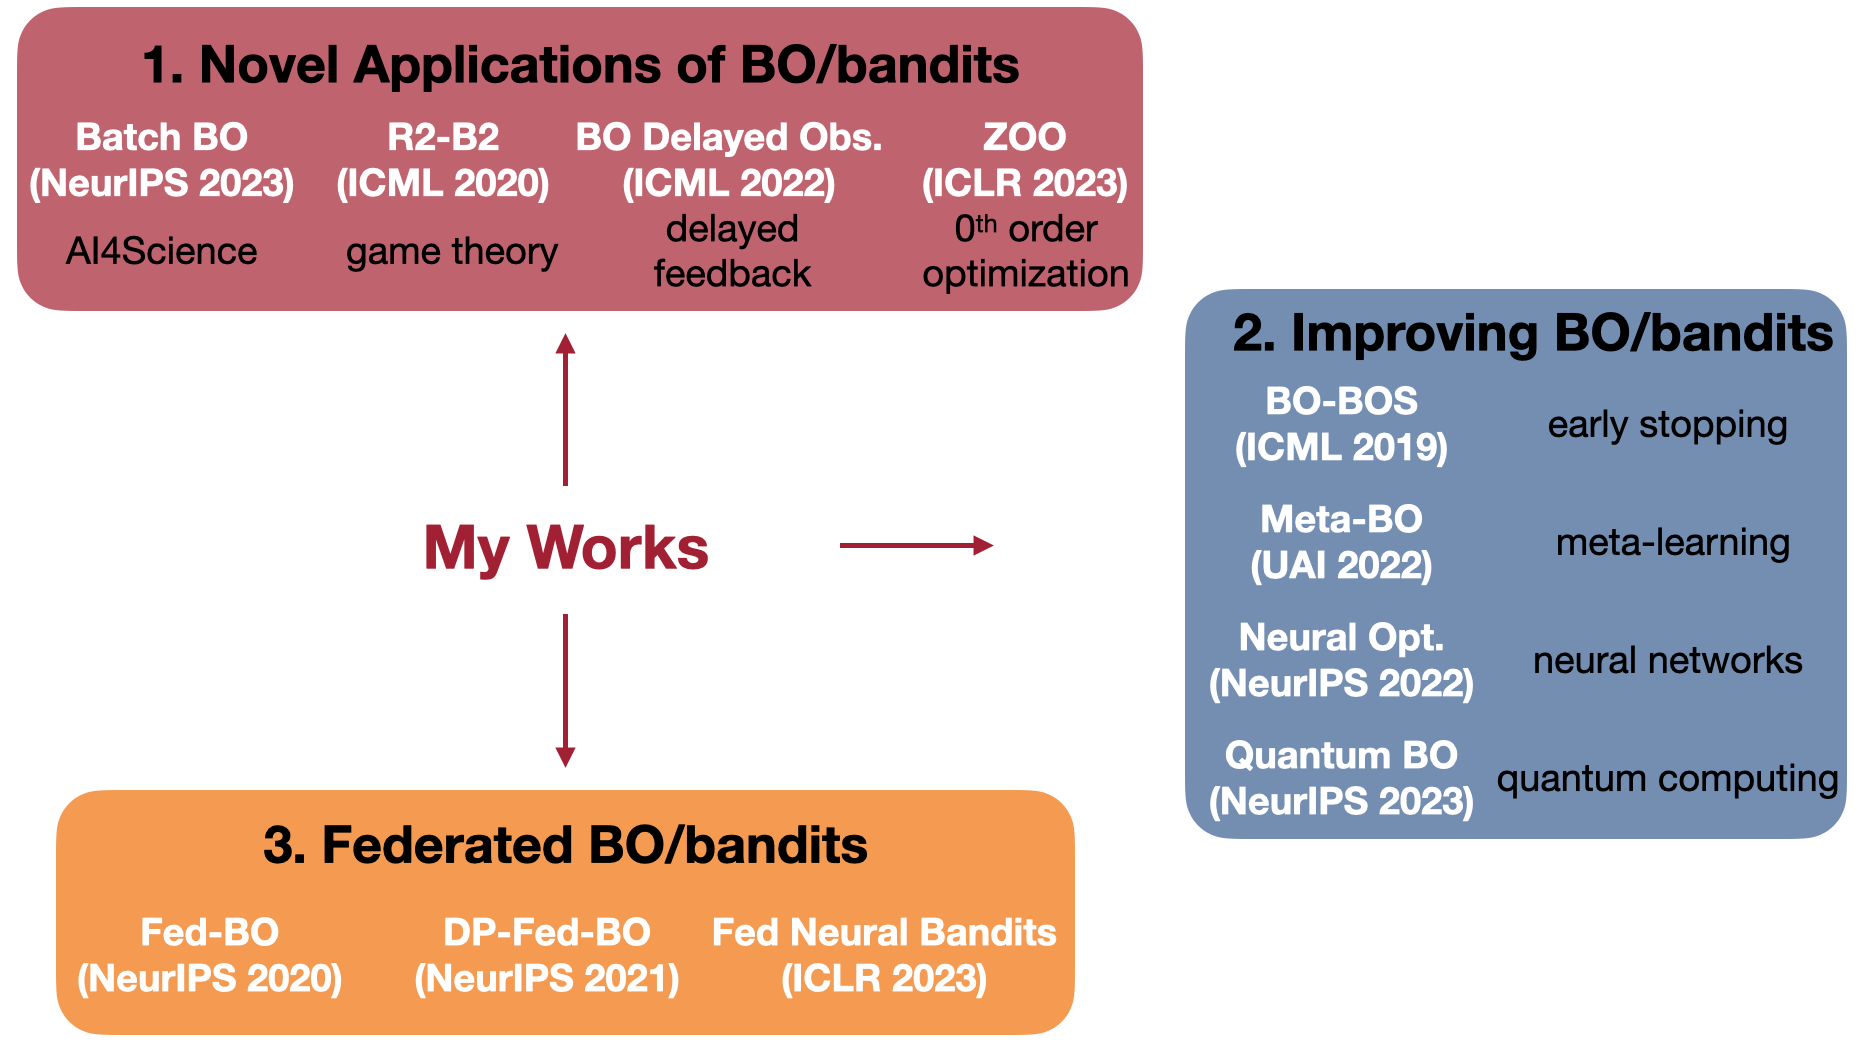 1. Novel Applications of BO/bandits
Batch BO
(NeurIPS 2023)
AI4Science
R2-B2
(ICML 2020)
game theory
BO Delayed Obs.
(ICML 2022)
delayed
feedback
ZOO
(ICLR 2023)
0th order
optimization
My Works
2. Improving BO/bandits
BO-BOS
(ICML 2019)
early stopping
Meta-BO
(UAI 2022)
meta-learning
Neural Opt.
(NeurIPS 2022)
neural networks
Quantum BO
(NeurIPS 2023)
quantum computing
3. Federated BO/bandits
Fed-BO
(NeurIPS 2020)
DP-Fed-BO
(NeurIPS 2021)
Fed Neural Bandits
(ICLR 2023)